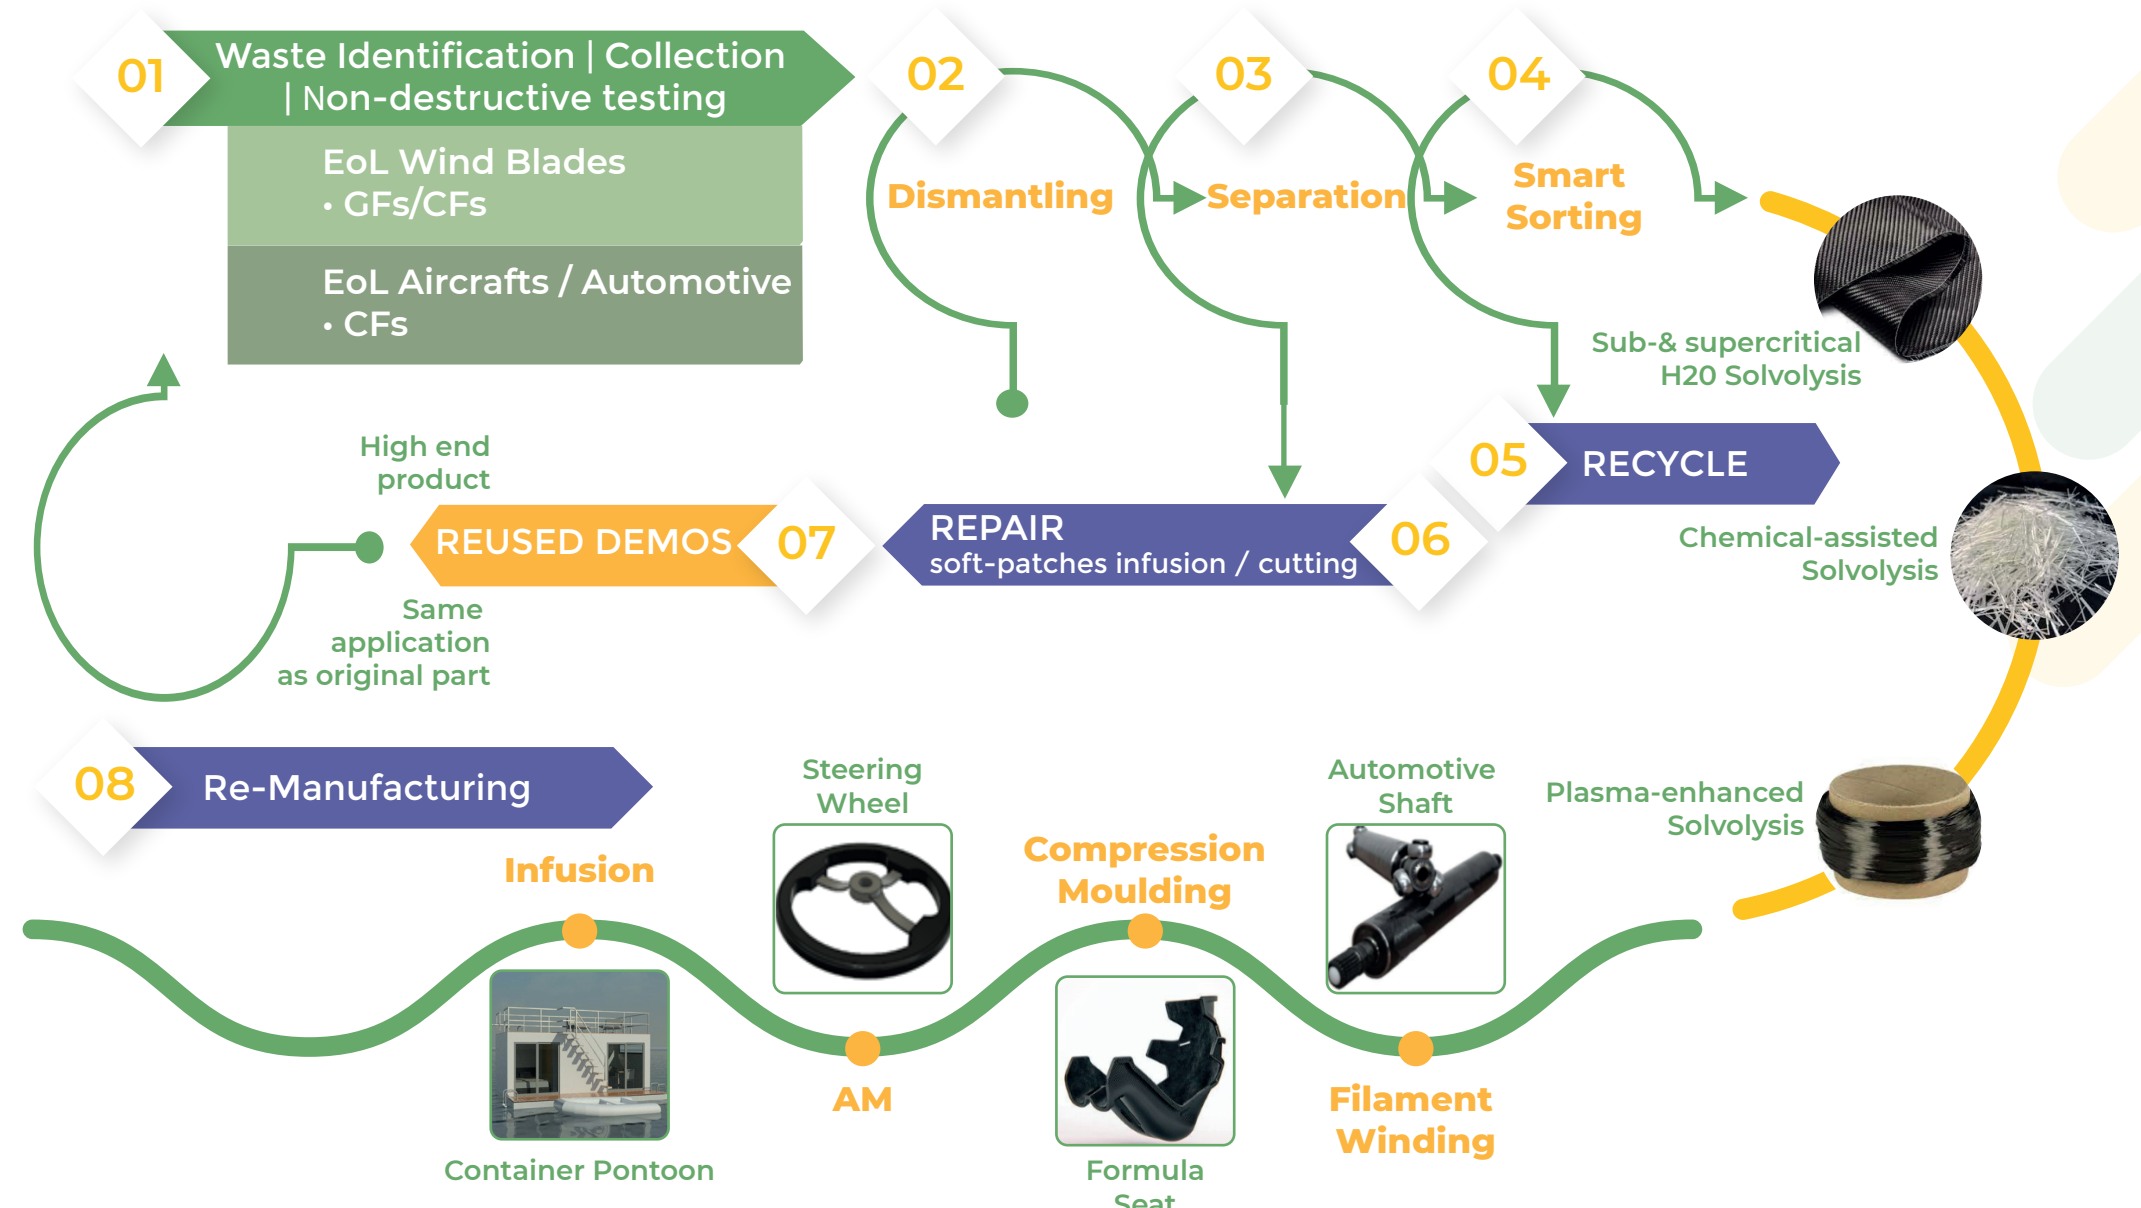 01
Waste Identification | Collection
| Non-destructive testing
EoL Wind Blades
• GFs/CFs
EoL Aircrafts / Automotive
• CFs
02
Dismantling
03
Separation
04
Smart
Sorting
Sub-& supercritical
H20 Solvolysis
05
RECYCLE
Chemical-assisted
Solvolysis
Plasma-enhanced
Solvolysis
06
REPAIR
soft-patches infusion / cutting
07
REUSED DEMOS
High end
product
Same
application
as original part
08
Re-Manufacturing
Infusion
Container Pontoon
Steering
Wheel
AM
Compression
Moulding
Formula
Seat
Automotive
Shaft
Filament
Winding